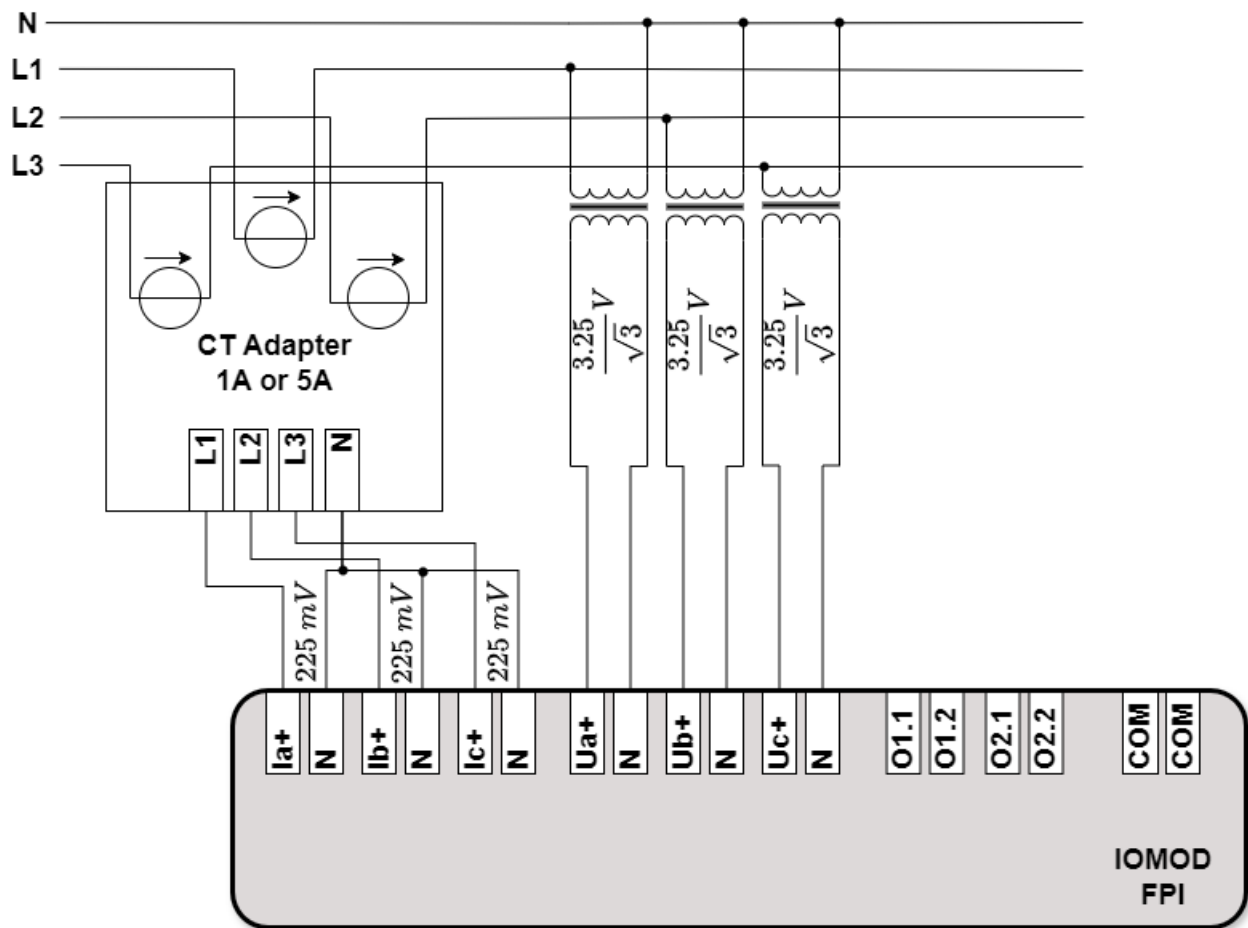 N
L1
L2
L3
CT Adapter
1A or 5A
L1
L2
L3
N
3.25/√3 V
3.25/√3 V
3.25/√3 V
225 mV
225 mV
225 mV
Ia+
N
Ib+
N
Ic+
N
Ua+
N
Ub+
N
Uc+
N
O1.1
O1.2
O2.1
O2.2
COM
COM
IOMOD
FPI